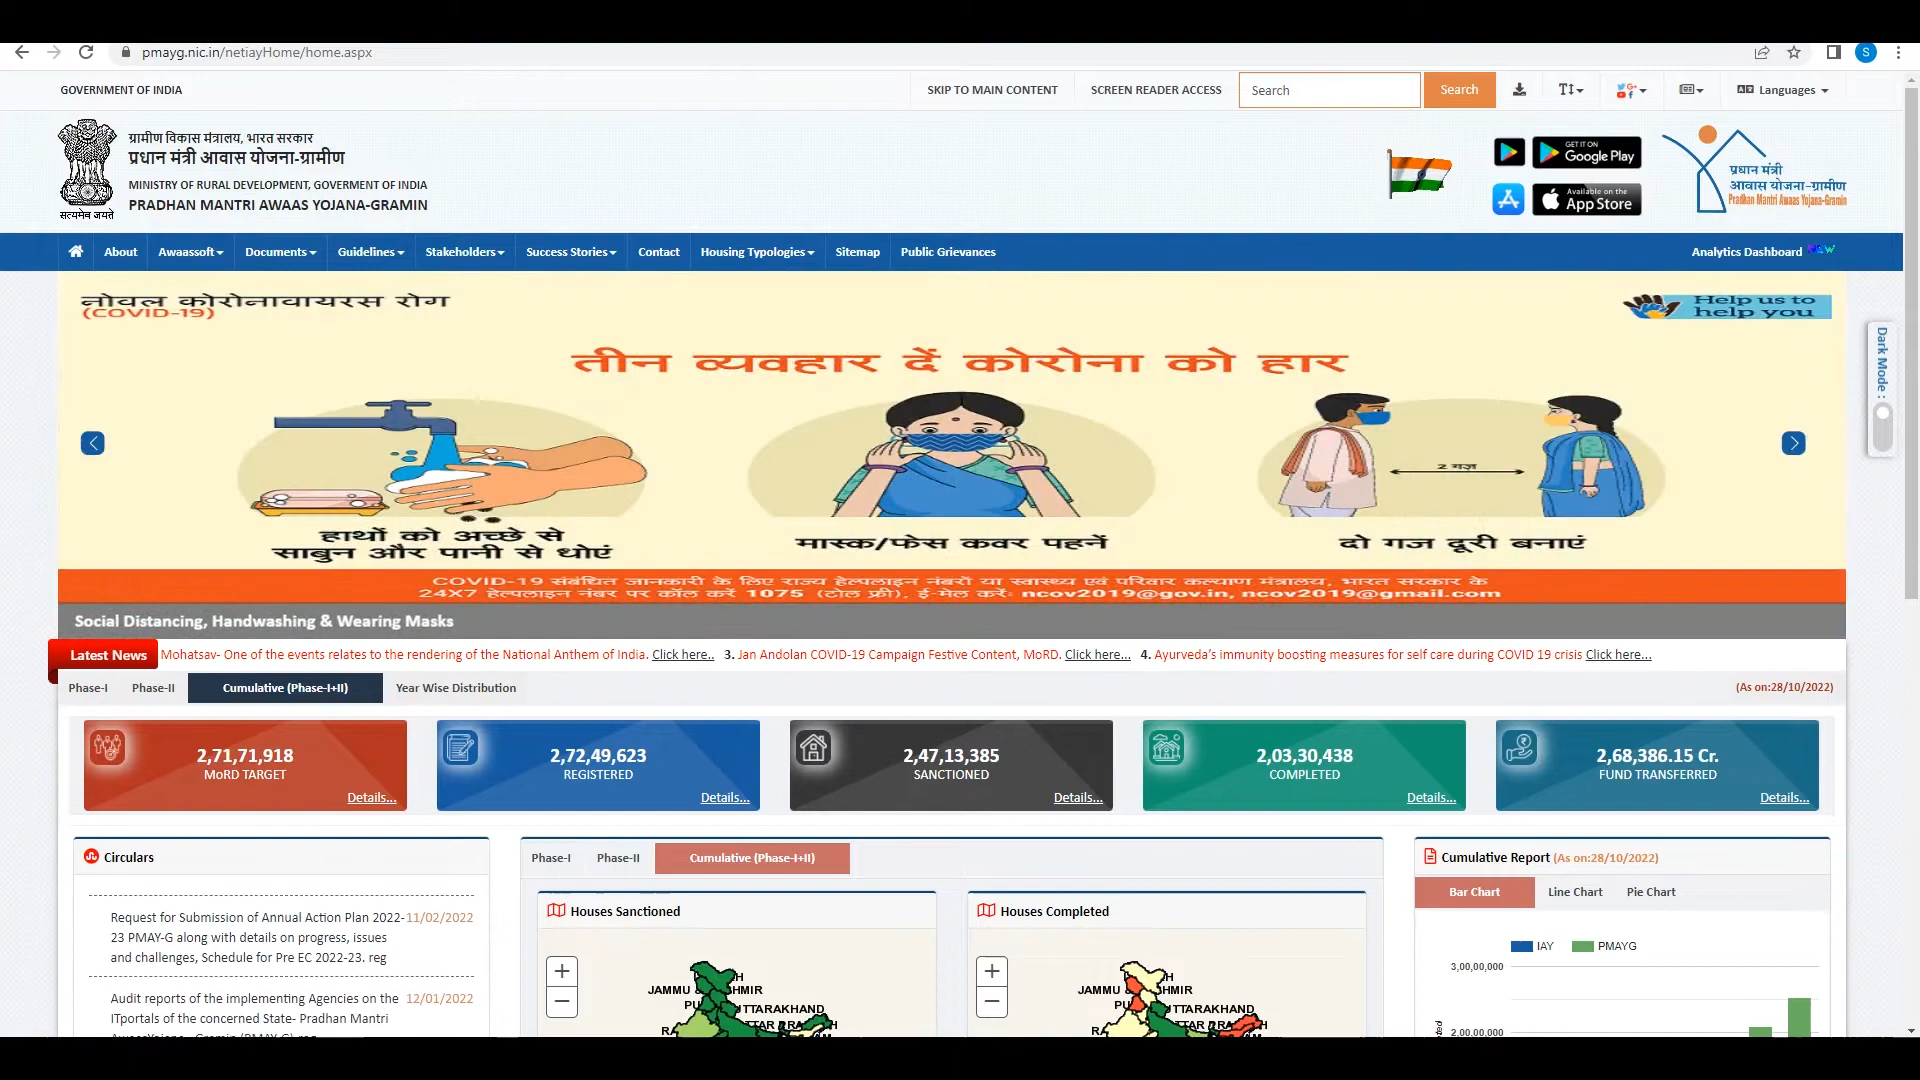 pmayg.nic.in/netiayHome/home.aspx
S
GOVERNMENT OF INDIA
SKIP TO MAIN CONTENT
SCREEN READER ACCESS
Search
Search
Languages
ग्रामीण विकास मंत्रालय, भारत सरकार
प्रधान मंत्री आवास योजना-ग्रामीण
MINISTRY OF RURAL DEVELOPMENT, GOVERMENT OF INDIA
PRADHAN MANTRI AWAAS YOJANA-GRAMIN
सत्यमेव जयते
GET IT ON
Google Play
Available on the
App Store
प्रधान मंत्री
आवास योजना-ग्रामीण
Pradhan Mantri Awaas Yojana-Gramin
About
Awaassoft
Documents
Guidelines
Stakeholders
Success Stories
Contact
Housing Typologies
Sitemap
Public Grievances
Analytics Dashboard
नोवल कोरोनावायरस रोग
(COVID-19)
Help us to
help you
तीन व्यवहार दें कोरोना को हार
2 गज़
हाथों को अच्छे से
साबुन और पानी से धोएं
मास्क/फेस कवर पहनें
दो गज दूरी बनाएं
COVID-19 संबंधित जानकारी के लिए राज्य हेल्पलाइन नंबरों या स्वास्थ्य एवं परिवार कल्याण मंत्रालय, भारत सरकार के
24X7 हेल्पलाइन नंबर पर कॉल करें 1075 (टोल फ्री), ई-मेल करें: ncov2019@gov.in, ncov2019@gmail.com
Social Distancing, Handwashing & Wearing Masks
Dark Mode :
Latest News
Mohatsav- One of the events relates to the rendering of the National Anthem of India. Click here.. 3. Jan Andolan COVID-19 Campaign Festive Content, MoRD. Click here... 4. Ayurveda's immunity boosting measures for self care during COVID 19 crisis Click here...
Phase-I
Phase-II
Cumulative (Phase-I+II)
Year Wise Distribution
(As on:28/10/2022)
2,71,71,918
MoRD TARGET
Details...
2,72,49,623
REGISTERED
Details...
2,47,13,385
SANCTIONED
Details...
2,03,30,438
COMPLETED
Details...
2,68,386.15 Cr.
FUND TRANSFERRED
Details...
Circulars
Request for Submission of Annual Action Plan 2022- 11/02/2022
23 PMAY-G along with details on progress, issues
and challenges, Schedule for Pre EC 2022-23. reg
Audit reports of the implementing Agencies on the 12/01/2022
ITportals of the concerned State- Pradhan Mantri
Phase-I
Phase-II
Cumulative (Phase-I+II)
Houses Sanctioned
+
−
JAMMU &
UTTARAKHAND
Houses Completed
+
−
JAMMU &
UTTARAKHAND
Cumulative Report (As on:28/10/2022)
Bar Chart
Line Chart
Pie Chart
IAY
PMAYG
3,00,00,000
2,00,00,000